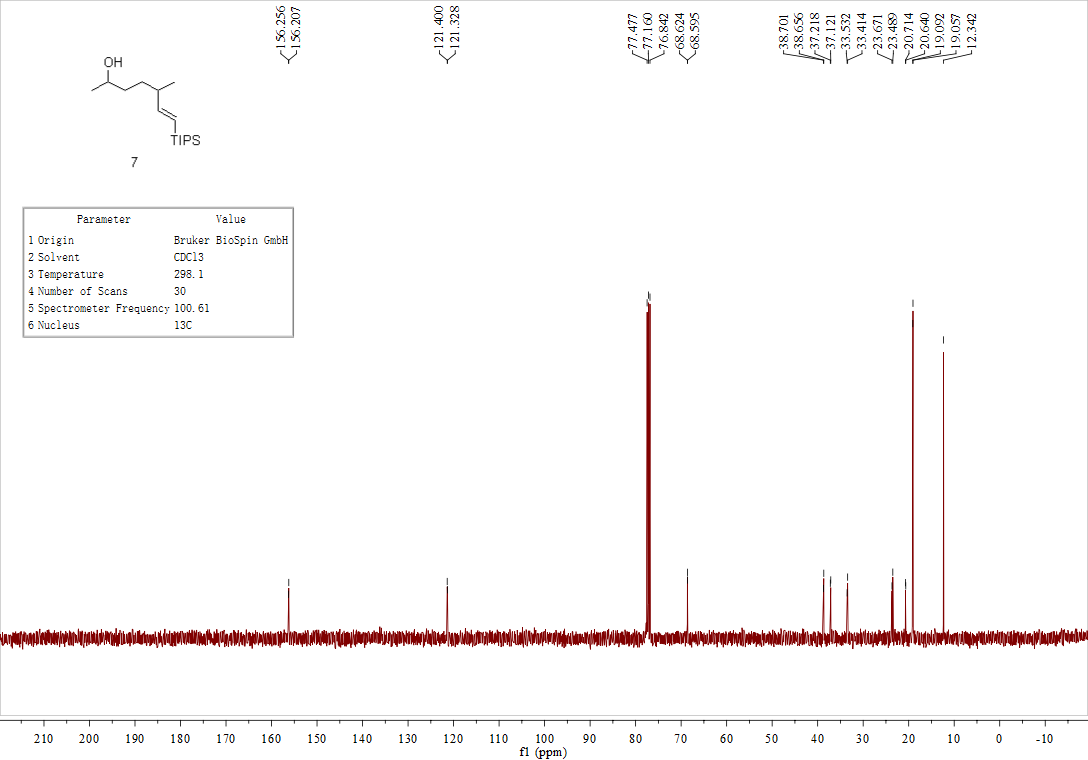 156.256
156.207
121.400
121.328
77.477
77.160
76.842
68.624
68.595
38.701
38.656
37.218
37.121
33.532
33.414
23.671
23.489
20.714
20.640
19.092
19.057
12.342
OH
TIPS
7
Parameter Value
1 Origin Bruker BioSpin GmbH
2 Solvent CDCl3
3 Temperature 298.1
4 Number of Scans 30
5 Spectrometer Frequency 100.61
6 Nucleus 13C
210 200 190 180 170 160 150 140 130 120 110 100 90 80 70 60 50 40 30 20 10 0 -10
f1 (ppm)